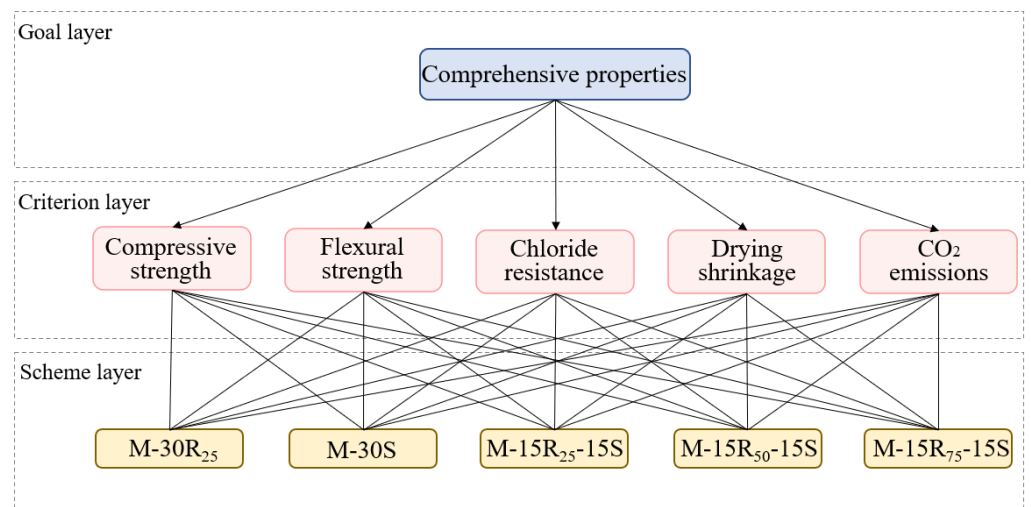 Goal layer
Comprehensive properties
Criterion layer
Compressive
strength
Flexural
strength
Chloride
resistance
Drying
shrinkage
CO₂
emissions
Scheme layer
M-30R₂₅
M-30S
M-15R₂₅-15S
M-15R₅₀-15S
M-15R₇₅-15S